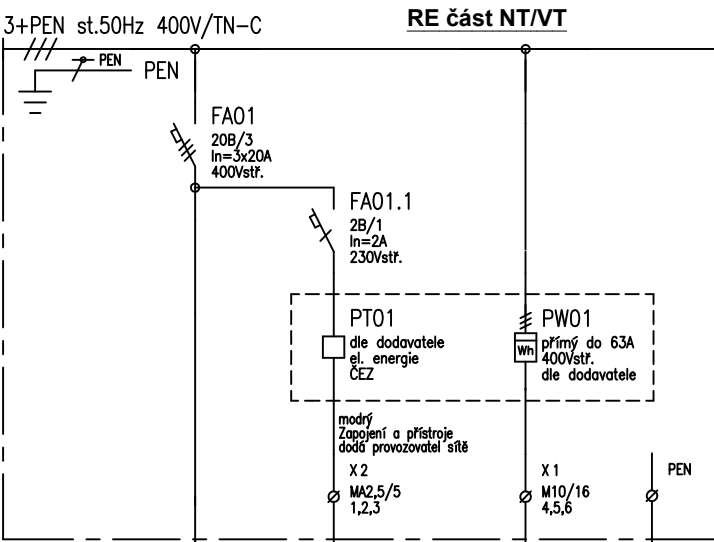 3+PEN st.50Hz 400V/TN-C
RE část NT/VT
PEN
PEN
FA01
20B/3
In=3x20A
400Vstř.
FA01.1
2B/1
In=2A
230Vstř.
PT01
dle dodavatele
el. energie
ČEZ
PW01
Wh
přímý do 63A
400Vstř.
dle dodavatele
modrý
Zapojení a přístroje
dodá provozovatel sítě
X2
MA2,5/5
1,2,3
X1
M10/16
4,5,6
PEN